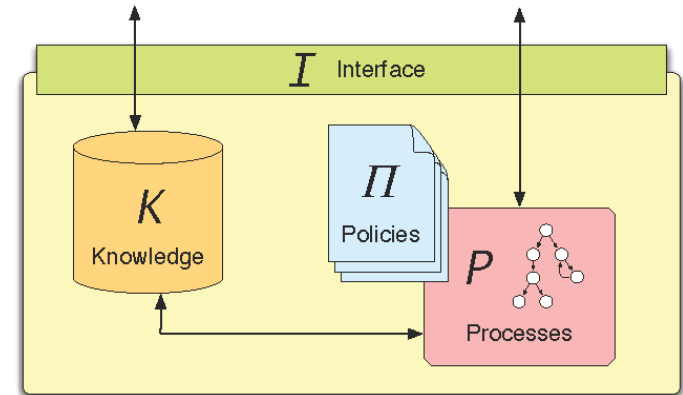 I Interface
K
Knowledge
Π
Policies
P
Processes